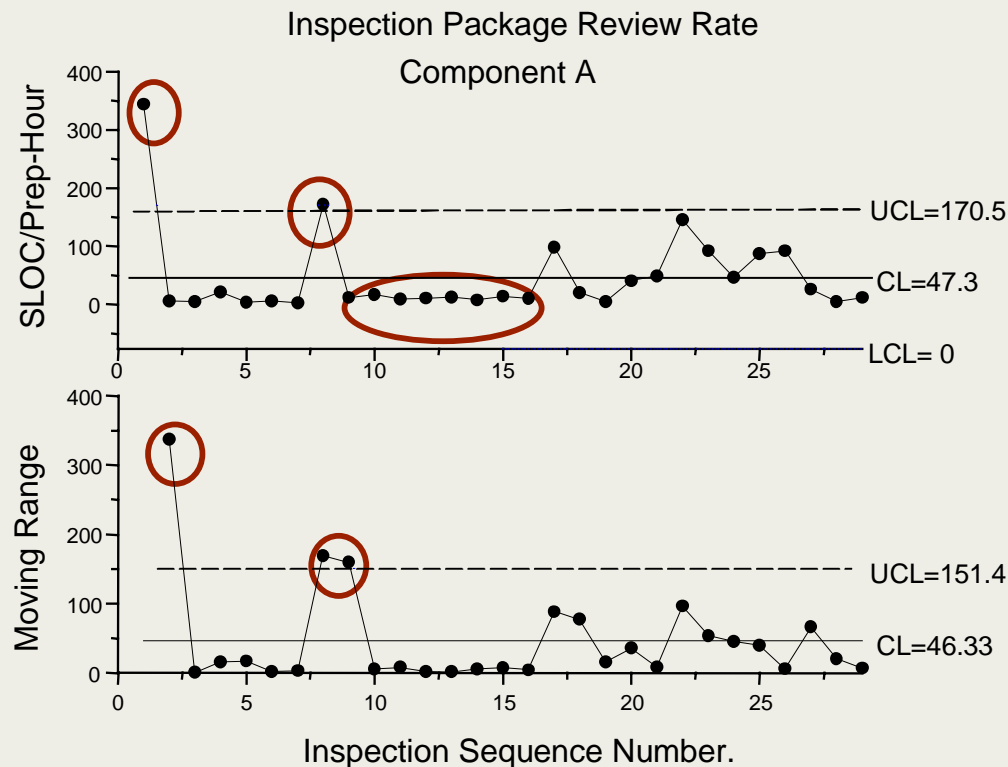 Inspection Package Review Rate
Component A
SLOC/Prep-Hour
400
300
200
100
0
UCL=170.5
CL=47.3
LCL= 0
0 5 10 15 20 25
Moving Range
400
300
200
100
0
UCL=151.4
CL=46.33
0 5 10 15 20 25
Inspection Sequence Number.